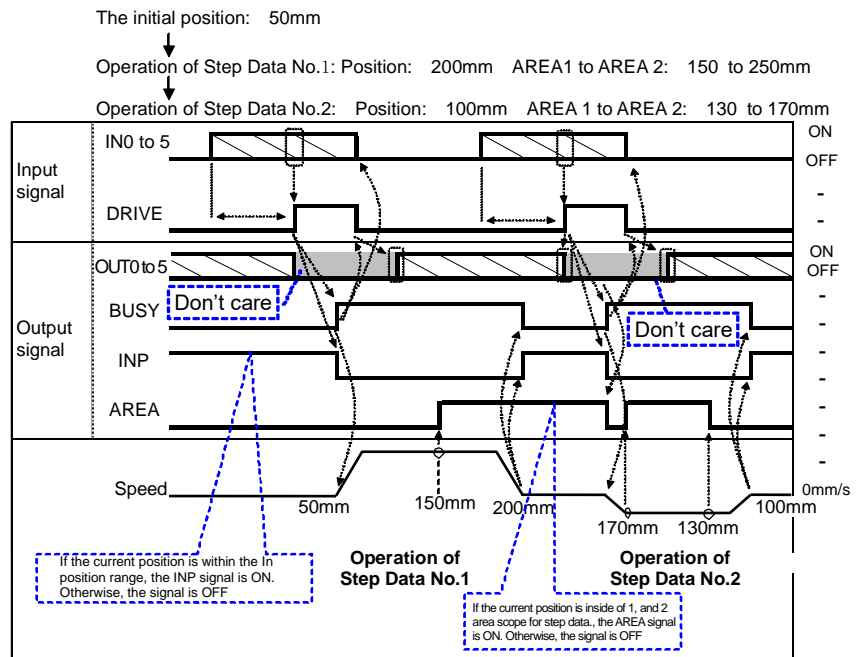 The initial position: 50mm
Operation of Step Data No.1: Position: 200mm AREA1 to AREA 2: 150 to 250mm
Operation of Step Data No.2: Position: 100mm AREA 1 to AREA 2: 130 to 170mm
IN0 to 5
ON
OFF
Input
signal
-
DRIVE
-
OUT0 to 5
ON
OFF
Don't care
BUSY
-
Don't care
Output
signal
-
INP
-
AREA
-
-
-
Speed
50mm
150mm
200mm
170mm
130mm
100mm
0mm/s
If the current position is within the In
position range, the INP signal is ON.
Otherwise, the signal is OFF
Operation of
Step Data No.1
Operation of
Step Data No.2
If the current position is inside of 1, and 2
area scope for step data., the AREA signal
is ON. Otherwise, the signal is OFF